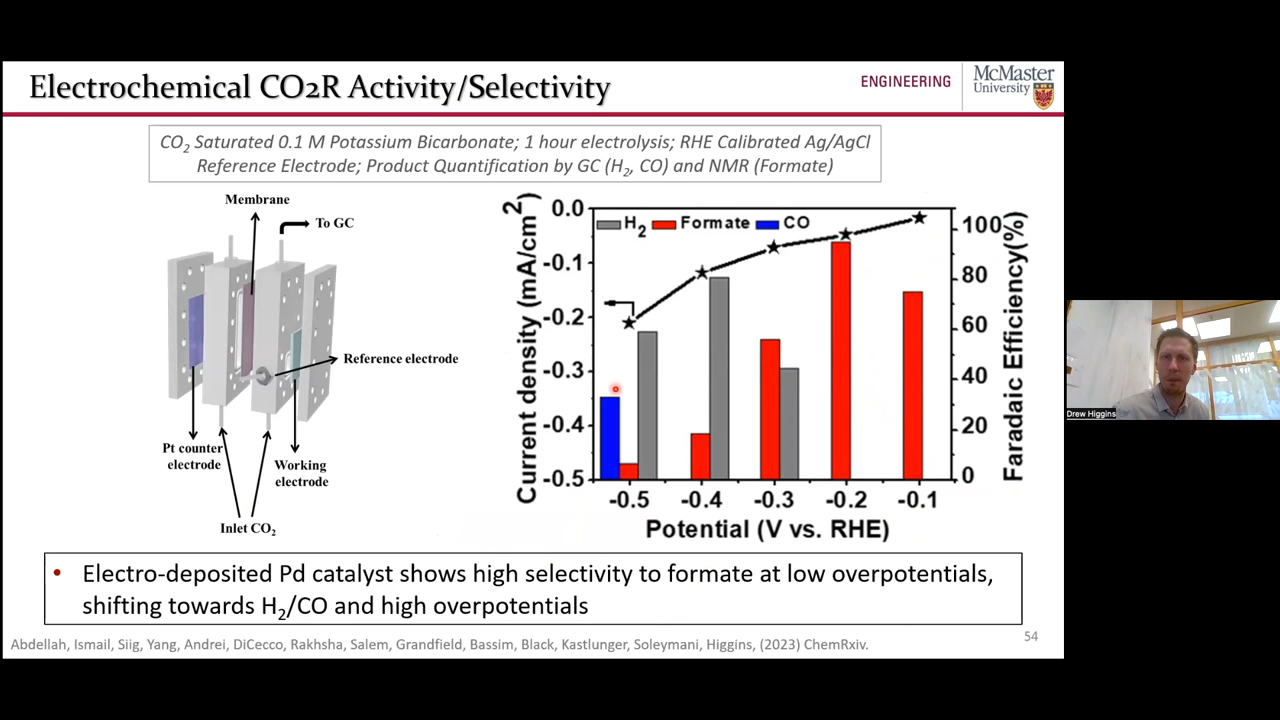 Electrochemical CO2R Activity/Selectivity
ENGINEERING
McMaster
University
CO2 Saturated 0.1 M Potassium Bicarbonate; 1 hour electrolysis; RHE Calibrated Ag/AgCl
Reference Electrode; Product Quantification by GC (H2, CO) and NMR (Formate)
Membrane
To GC
Reference electrode
Pt counter
electrode
Working
electrode
Inlet CO2
Current density (mA/cm2)
0.0
-0.1
-0.2
-0.3
-0.4
-0.5
H2 Formate CO
100
80
60
40
20
0
Faradaic Efficiency(%)
-0.5 -0.4 -0.3 -0.2 -0.1
Potential (V vs. RHE)
• Electro-deposited Pd catalyst shows high selectivity to formate at low overpotentials,
shifting towards H2/CO and high overpotentials
54
Abdellah, Ismail, Siig, Yang, Andrei, DiCecco, Rakhsha, Salem, Grandfield, Bassim, Black, Kastlunger, Soleymani, Higgins, (2023) ChemRxiv.
Drew Higgins